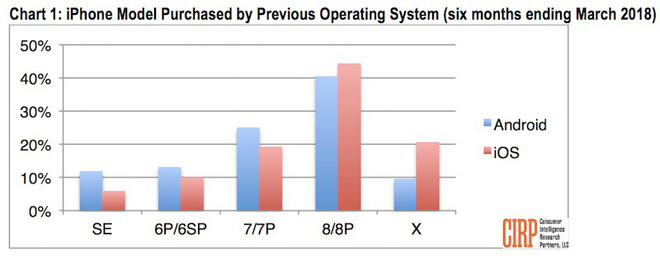 Chart 1: iPhone Model Purchased by Previous Operating System (six months ending March 2018)
50%
40%
30%
20%
10%
0%
SE 6P/6SP 7/7P 8/8P X
Android
iOS
CIRP Consumer
Intelligence
Research
Partners, LLC